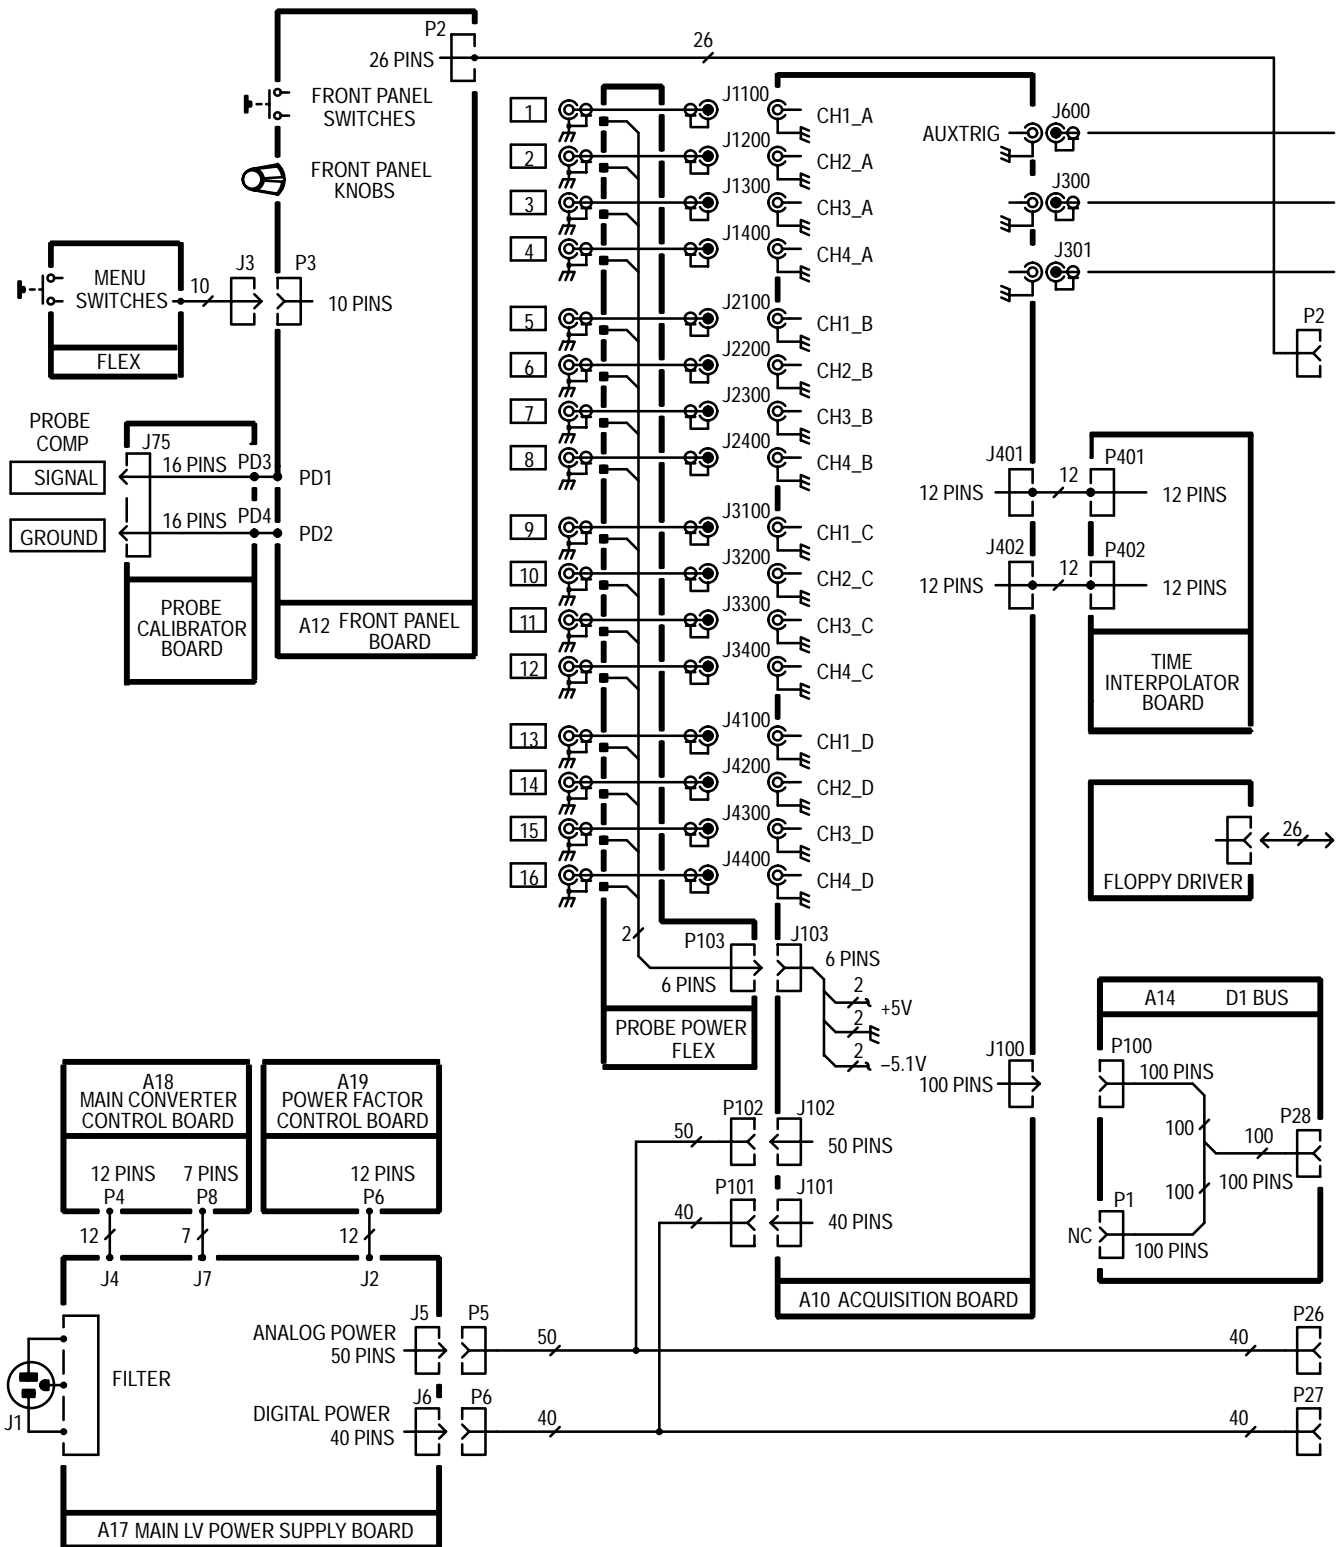 P2
26 PINS
26
FRONT PANEL
SWITCHES
FRONT PANEL
KNOBS
MENU
SWITCHES
10
J3
P3
10 PINS
FLEX
PROBE
COMP
SIGNAL
GROUND
J75
16 PINS
PD3
PD1
16 PINS
PD4
PD2
PROBE
CALIBRATOR
BOARD
A12 FRONT PANEL
BOARD
1
J1100
CH1_A
2
J1200
CH2_A
3
J1300
CH3_A
4
J1400
CH4_A
5
J2100
CH1_B
6
J2200
CH2_B
7
J2300
CH3_B
8
J2400
CH4_B
9
J3100
CH1_C
10
J3200
CH2_C
11
J3300
CH3_C
12
J3400
CH4_C
13
J4100
CH1_D
14
J4200
CH2_D
15
J4300
CH3_D
16
J4400
CH4_D
AUXTRIG
J600
J300
J301
P2
J401
12 PINS
12
P401
12 PINS
J402
12 PINS
12
P402
12 PINS
TIME
INTERPOLATOR
BOARD
26
FLOPPY DRIVER
2
P103
6 PINS
J103
6 PINS
2
+5V
2
2
–5.1V
PROBE POWER
FLEX
J100
100 PINS
A14 D1 BUS
P100
100 PINS
100
100
P28
100 PINS
100
P1
NC
100 PINS
P102
50
J102
50 PINS
P101
40
J101
40 PINS
A10 ACQUISITION BOARD
A18
MAIN CONVERTER
CONTROL BOARD
12 PINS
P4
7 PINS
P8
A19
POWER FACTOR
CONTROL BOARD
12 PINS
P6
12
7
12
J4
J7
J2
J1
FILTER
ANALOG POWER
50 PINS
J5
P5
50
40
P26
DIGITAL POWER
40 PINS
J6
P6
40
40
P27
A17 MAIN LV POWER SUPPLY BOARD